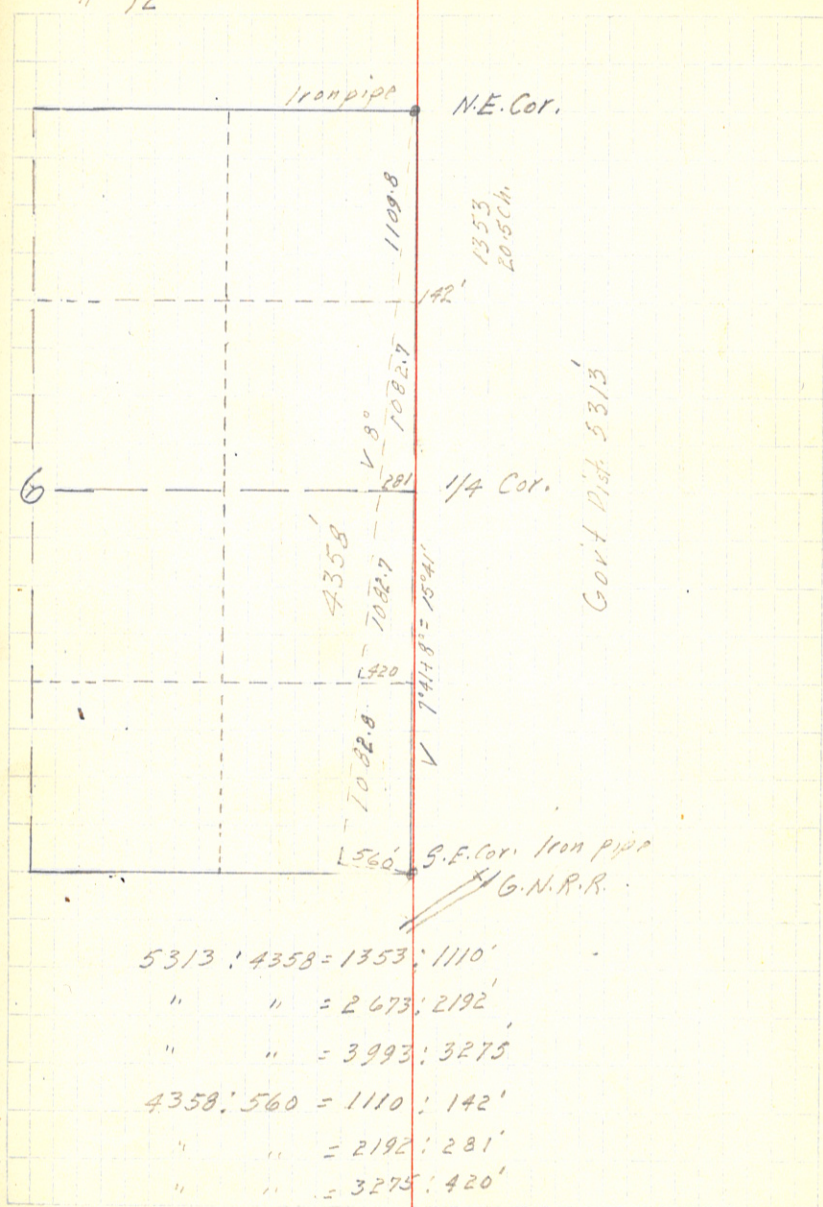 Iron pipe N.E. Cor.
1109.8
1353
20.5 Ch.
142'
1082.7
V 8°
Gov't Dist. 5313'
6
281
1/4 Cor.
4358'
1082.7
V 7°41+8°=15°41'
420
1082.8
560' S.E. Cor. Iron pipe
G.N.R.R.
5313 : 4358 = 1353 : 1110'
" " = 2673 : 2192'
" " = 3993 : 3275'
4358 : 560 = 1110 : 142'
" " = 2192 : 281'
" " = 3275 : 420'